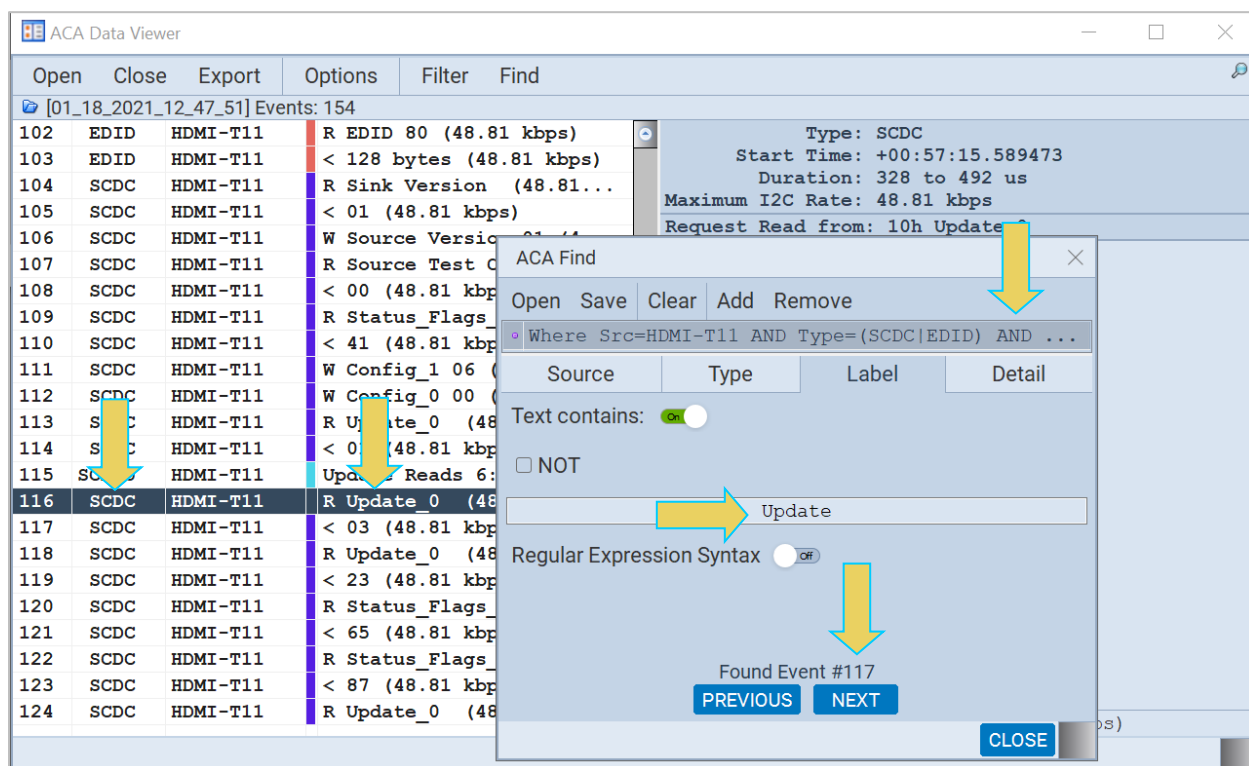 ACA Data Viewer
Open Close Export Options Filter Find
[01_18_2021_12_47_51] Events: 154
102 EDID HDMI-T11 R EDID 80 (48.81 kbps)
103 EDID HDMI-T11 < 128 bytes (48.81 kbps)
104 SCDC HDMI-T11 R Sink Version (48.81...
105 SCDC HDMI-T11 < 01 (48.81 kbps)
106 SCDC HDMI-T11 W Source Version 01 (4
107 SCDC HDMI-T11 R Source Test C
108 SCDC HDMI-T11 < 00 (48.81 kbp
109 SCDC HDMI-T11 R Status_Flags_
110 SCDC HDMI-T11 < 41 (48.81 kbp
111 SCDC HDMI-T11 W Config_1 06 (
112 SCDC HDMI-T11 W Config_0 00 (
113 HDMI-T11 R Update_0 (48
114 HDMI-T11 < (48.81 kbp
115 HDMI-T11 Update Reads 6:
116 SCDC HDMI-T11 R Update_0 (48
117 SCDC HDMI-T11 < 03 (48.81 kbp
118 SCDC HDMI-T11 R Update_0 (48
119 SCDC HDMI-T11 < 23 (48.81 kbp
120 SCDC HDMI-T11 R Status_Flags_
121 SCDC HDMI-T11 < 65 (48.81 kbp
122 SCDC HDMI-T11 R Status_Flags_
123 SCDC HDMI-T11 < 87 (48.81 kbp
124 SCDC HDMI-T11 R Update_0 (48
Type: SCDC
Start Time: +00:57:15.589473
Duration: 328 to 492 us
Maximum I2C Rate: 48.81 kbps
Request Read from: 10h Update
ACA Find
Open Save Clear Add Remove
Where Src=HDMI-T11 AND Type=(SCDC|EDID) AND ...
Source Type Label Detail
Text contains: On
NOT
Update
Regular Expression Syntax Off
Found Event #117
PREVIOUS NEXT
CLOSE